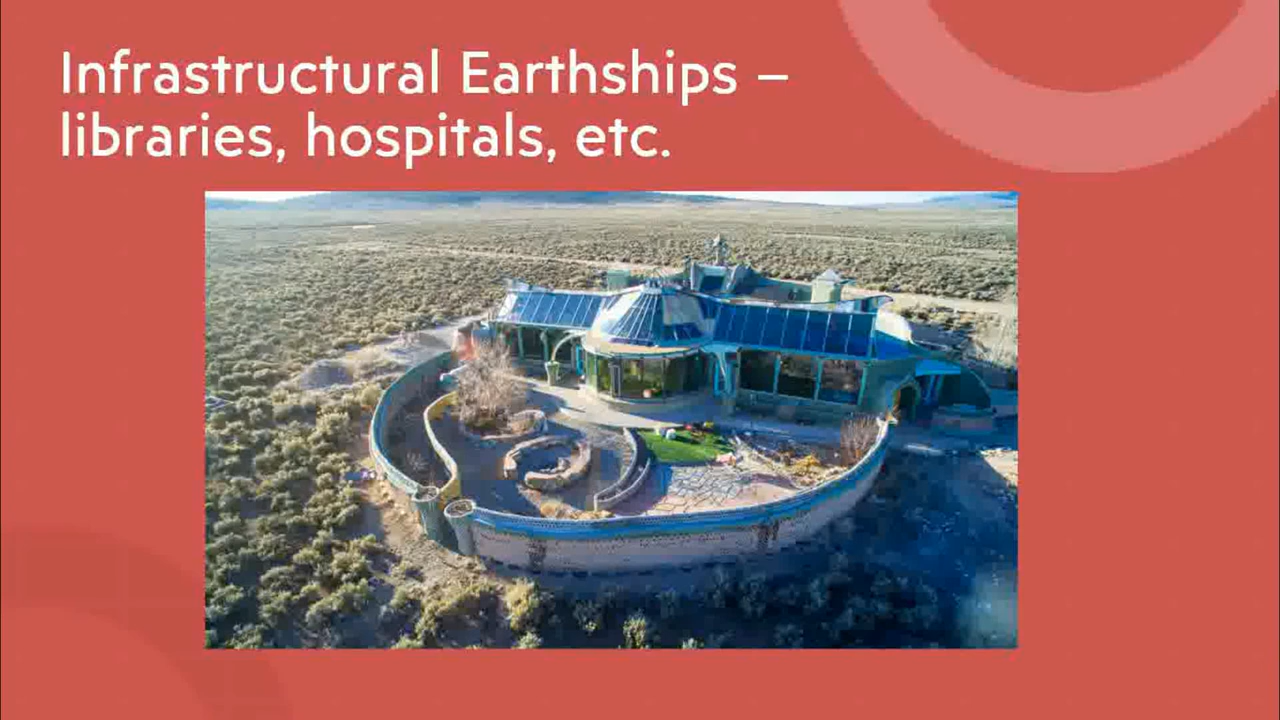 Infrastructural Earthships –
libraries, hospitals, etc.